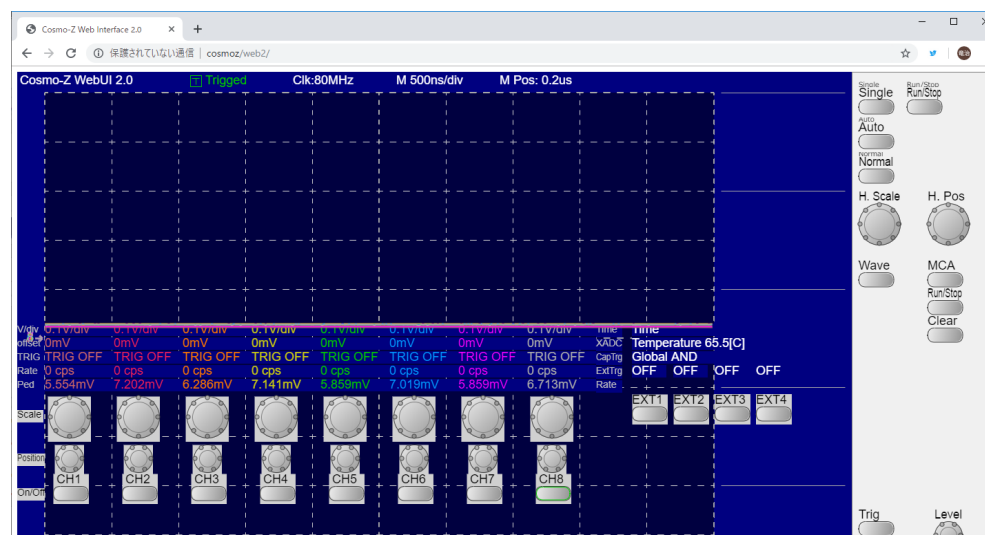 Cosmo-Z Web Interface 2.0
保護されていない通信 | cosmoz/web2/
Cosmo-Z WebUI 2.0 T Trigged Clk:80MHz M 500ns/div M Pos: 0.2us
Single Run/Stop
Single Run/Stop
Auto
Auto
Normal
Normal
H. Scale H. Pos
Wave MCA
Run/Stop
Clear
V/div 0.1V/div 0.1V/div 0.1V/div 0.1V/div 0.1V/div 0.1V/div 0.1V/div 0.1V/div Time Time
offset 0mV 0mV 0mV 0mV 0mV 0mV 0mV 0mV XADC Temperature 65.5[C]
TRIG TRIG OFF TRIG OFF TRIG OFF TRIG OFF TRIG OFF TRIG OFF TRIG OFF TRIG OFF CapTrg Global AND
Rate 0 cps 0 cps 0 cps 0 cps 0 cps 0 cps 0 cps 0 cps ExtTrg OFF OFF OFF OFF
Ped 5.554mV 7.202mV 6.286mV 7.141mV 5.859mV 7.019mV 5.859mV 6.713mV Rate
Scale EXT1 EXT2 EXT3 EXT4
Position
CH1 CH2 CH3 CH4 CH5 CH6 CH7 CH8
On/Off
Trig Level